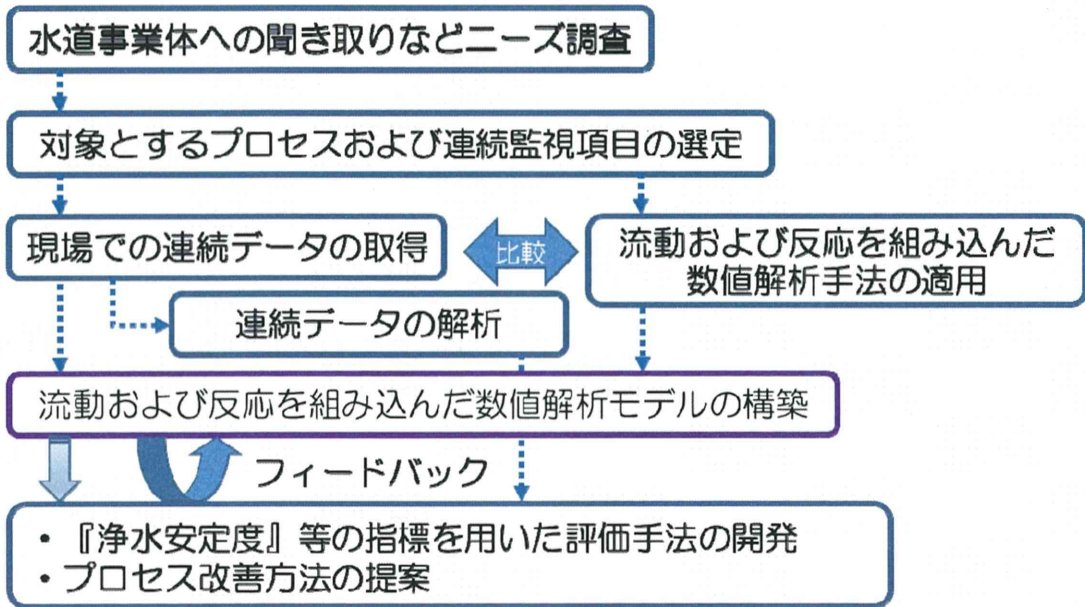 水道事業体への聞き取りなどニーズ調査
対象とするプロセスおよび連続監視項目の選定
現場での連続データの取得
比較
流動および反応を組み込んだ
数値解析手法の適用
連続データの解析
流動および反応を組み込んだ数値解析モデルの構築
フィードバック
・『浄水安定度』等の指標を用いた評価手法の開発
・プロセス改善方法の提案